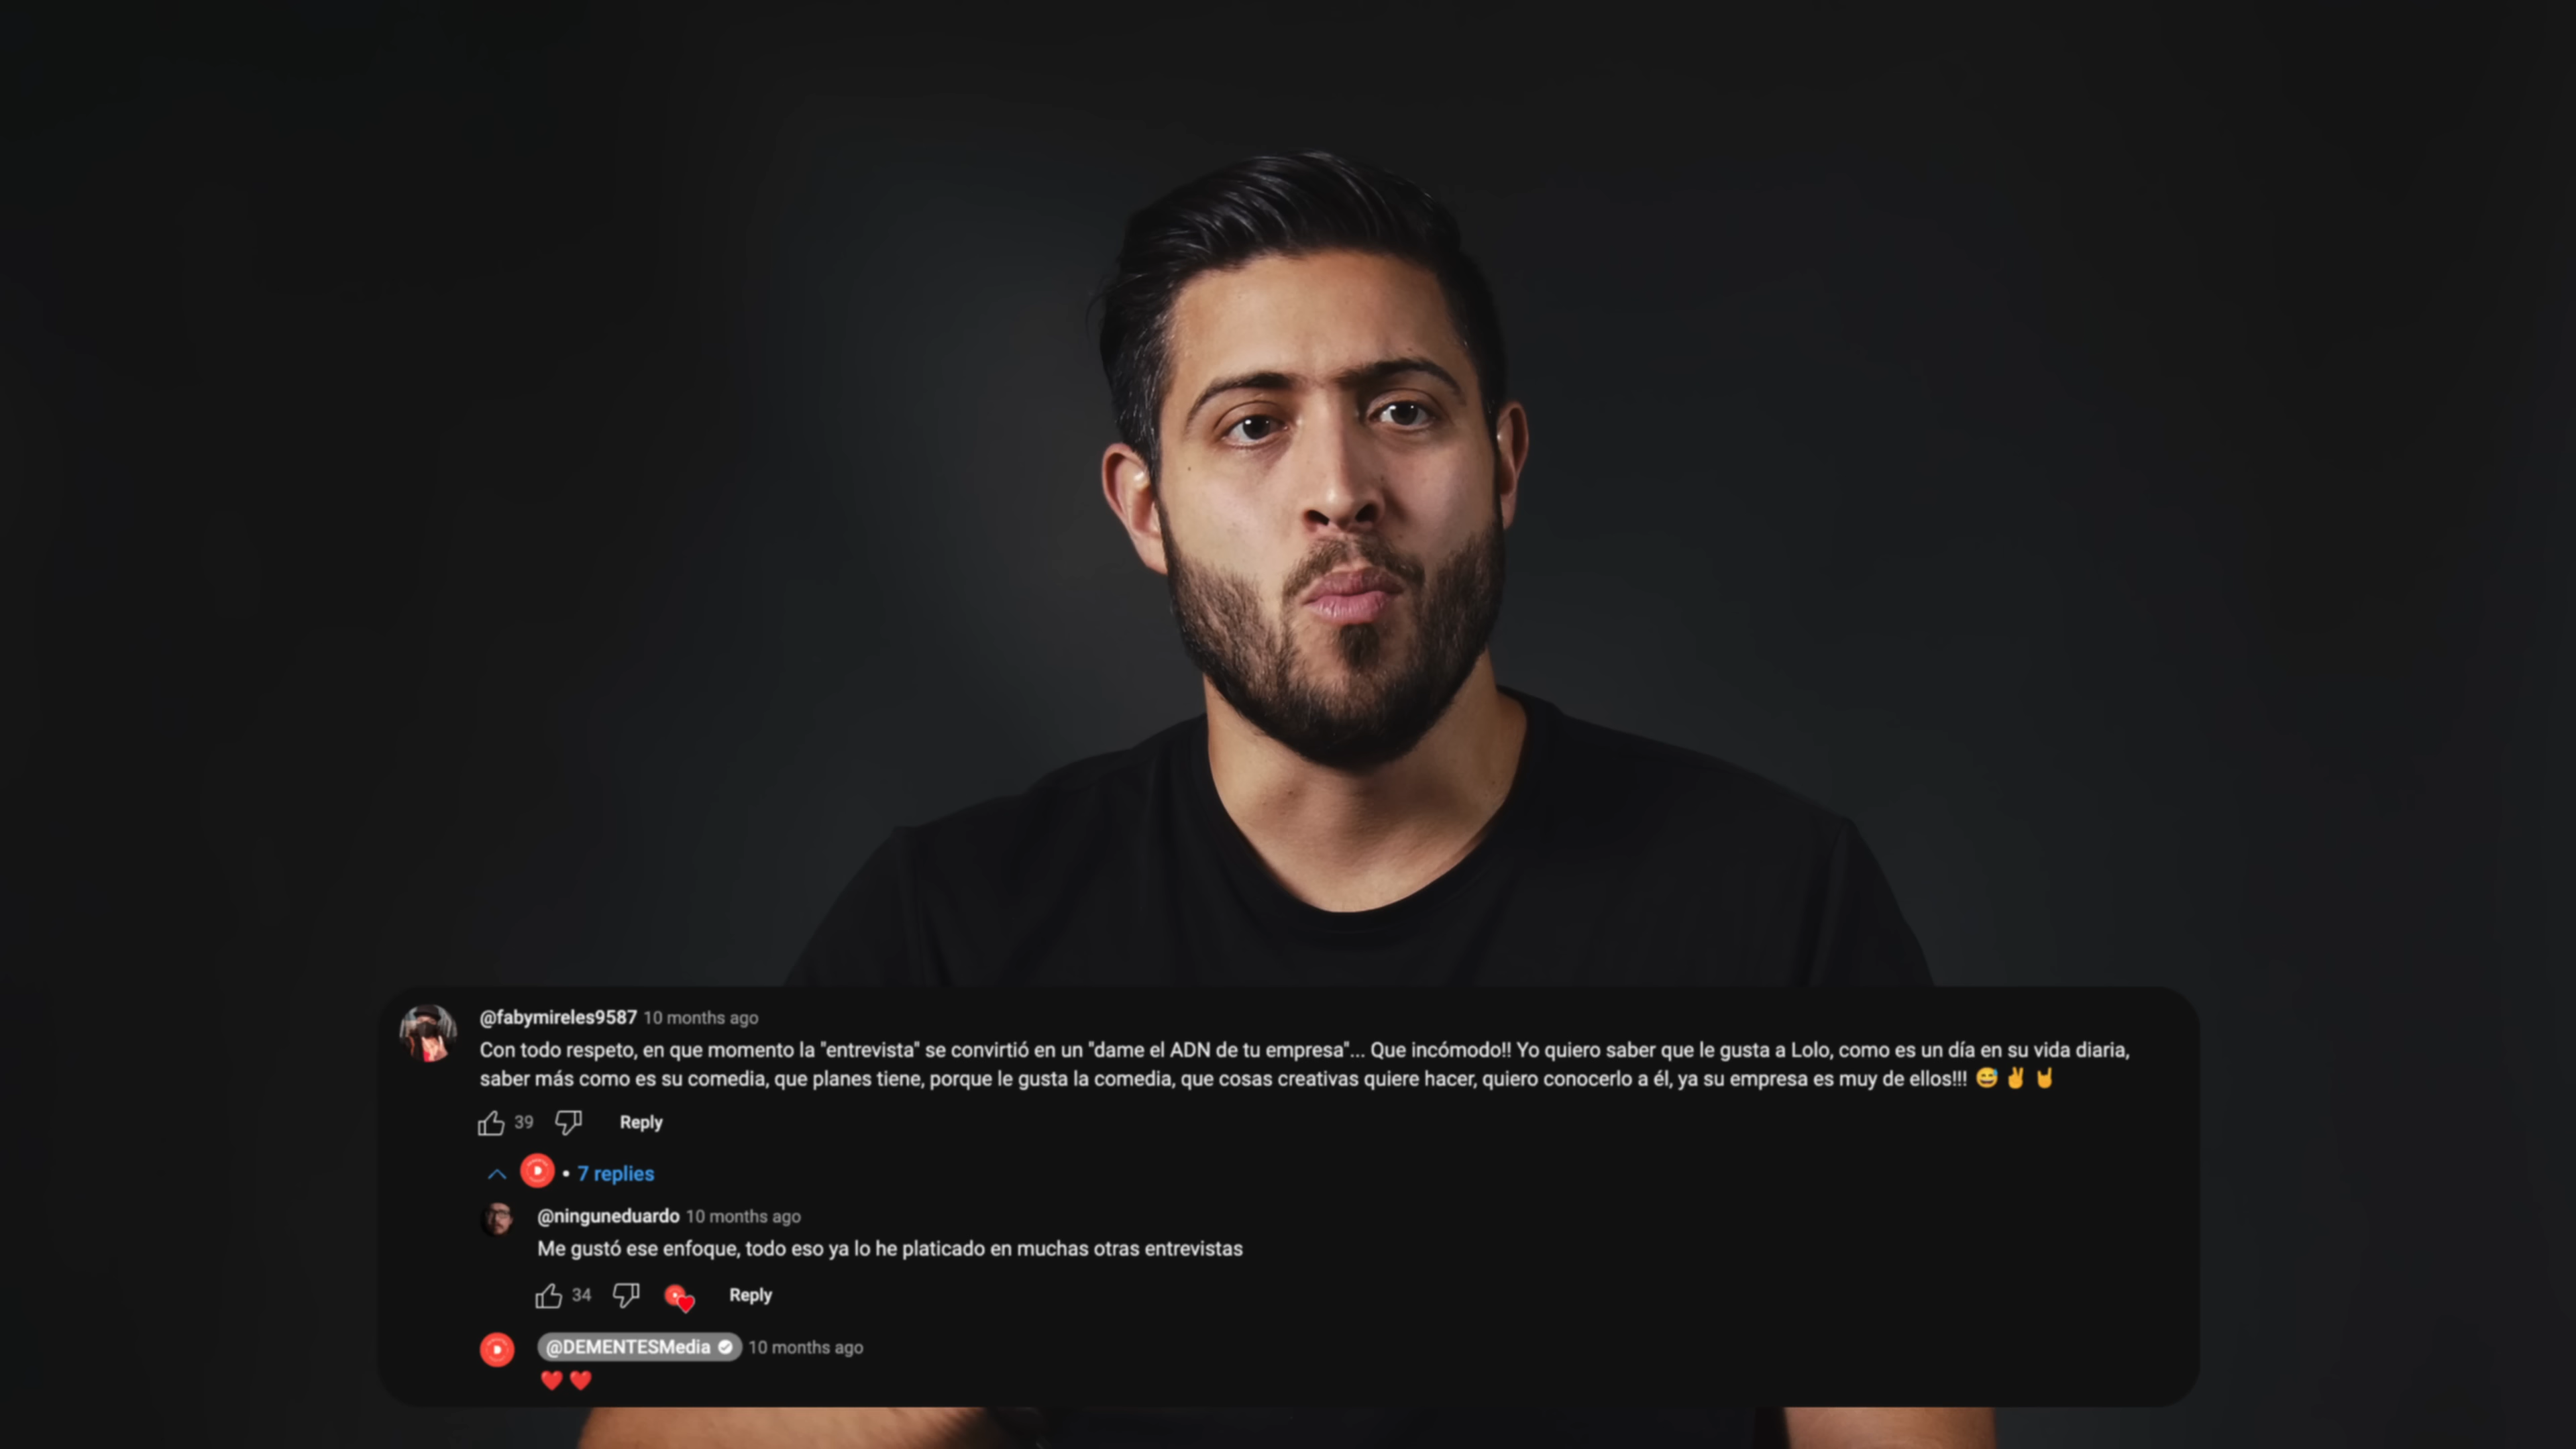 @fabymireles9587 10 months ago
Con todo respeto, en que momento la "entrevista" se convirtió en un "dame el ADN de tu empresa"... Que incómodo!! Yo quiero saber que le gusta a Lolo, como es un día en su vida diaria,
saber más como es su comedia, que planes tiene, porque le gusta la comedia, que cosas creativas quiere hacer, quiero conocerlo a él, ya su empresa es muy de ellos!!! 😅✌️🤘
39 Reply
D • 7 replies
@ninguneduardo 10 months ago
Me gustó ese enfoque, todo eso ya lo he platicado en muchas otras entrevistas
34 Reply
D @DEMENTESMedia 10 months ago
❤️❤️